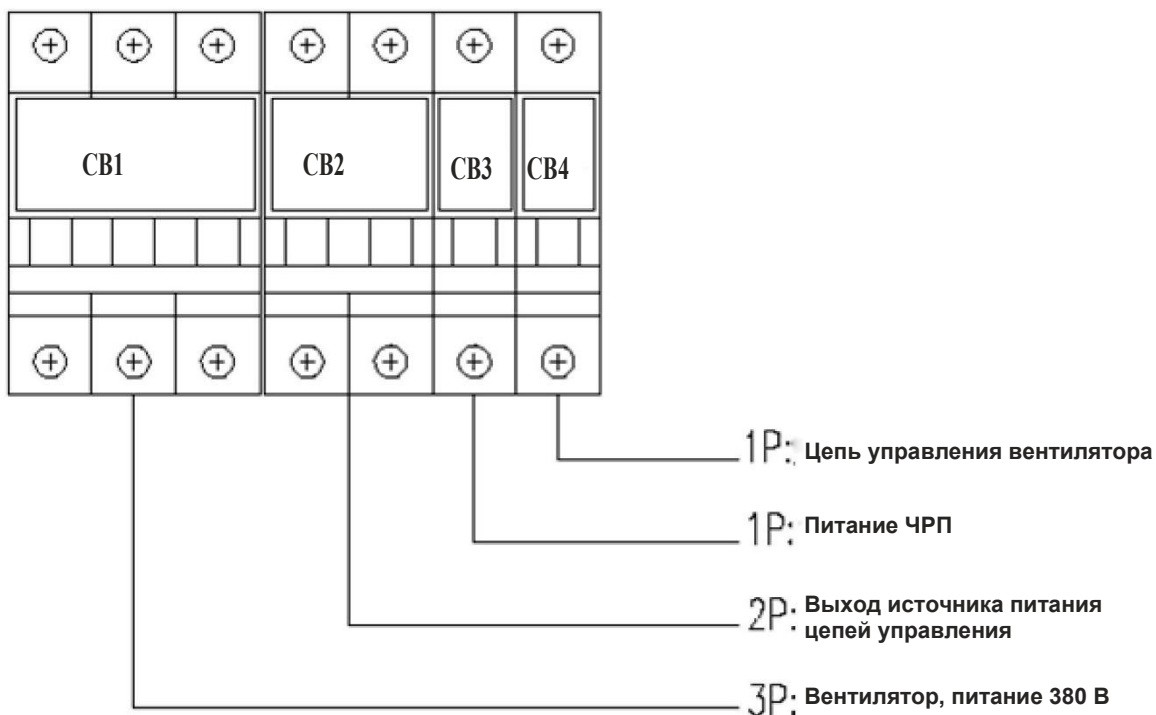 CB1 CB2 CB3 CB4
1P: Цепь управления вентилятора
1P: Питание ЧРП
2P: Выход источника питания
цепей управления
3P: Вентилятор, питание 380 В